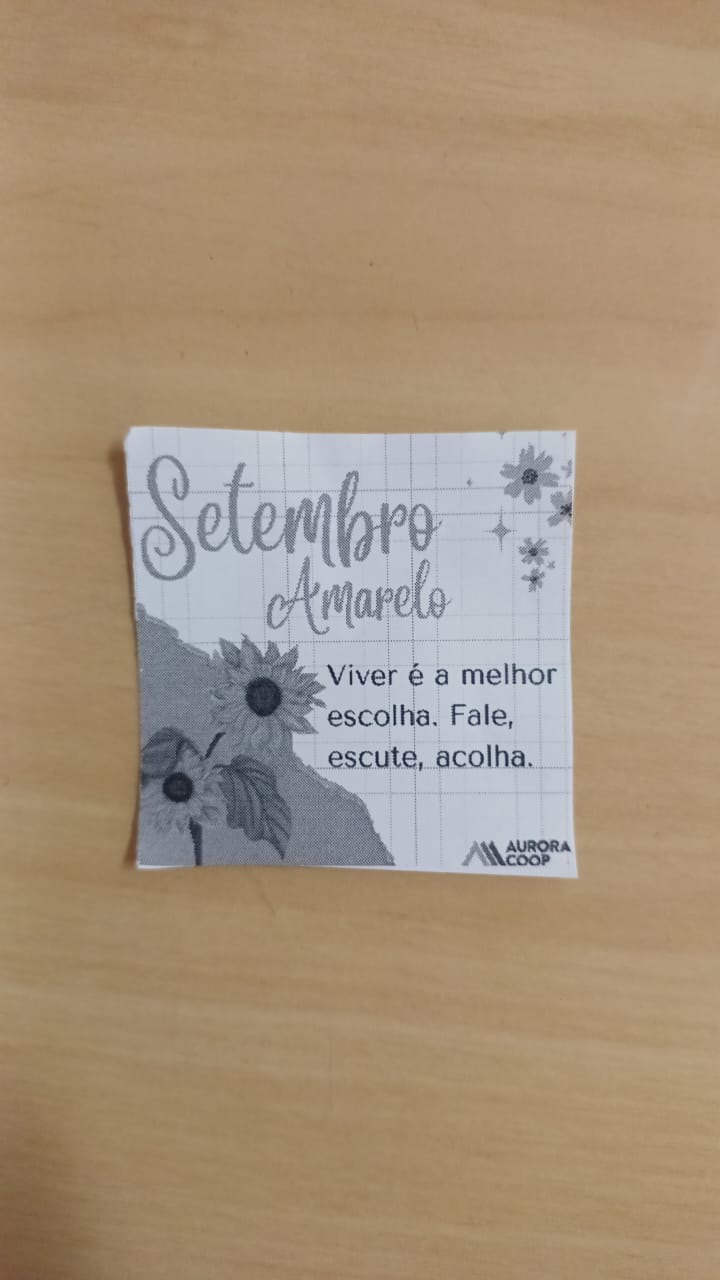 Setembro
Amarelo
Viver é a melhor
escolha. Fale,
escute, acolha.
AURORA
COOP